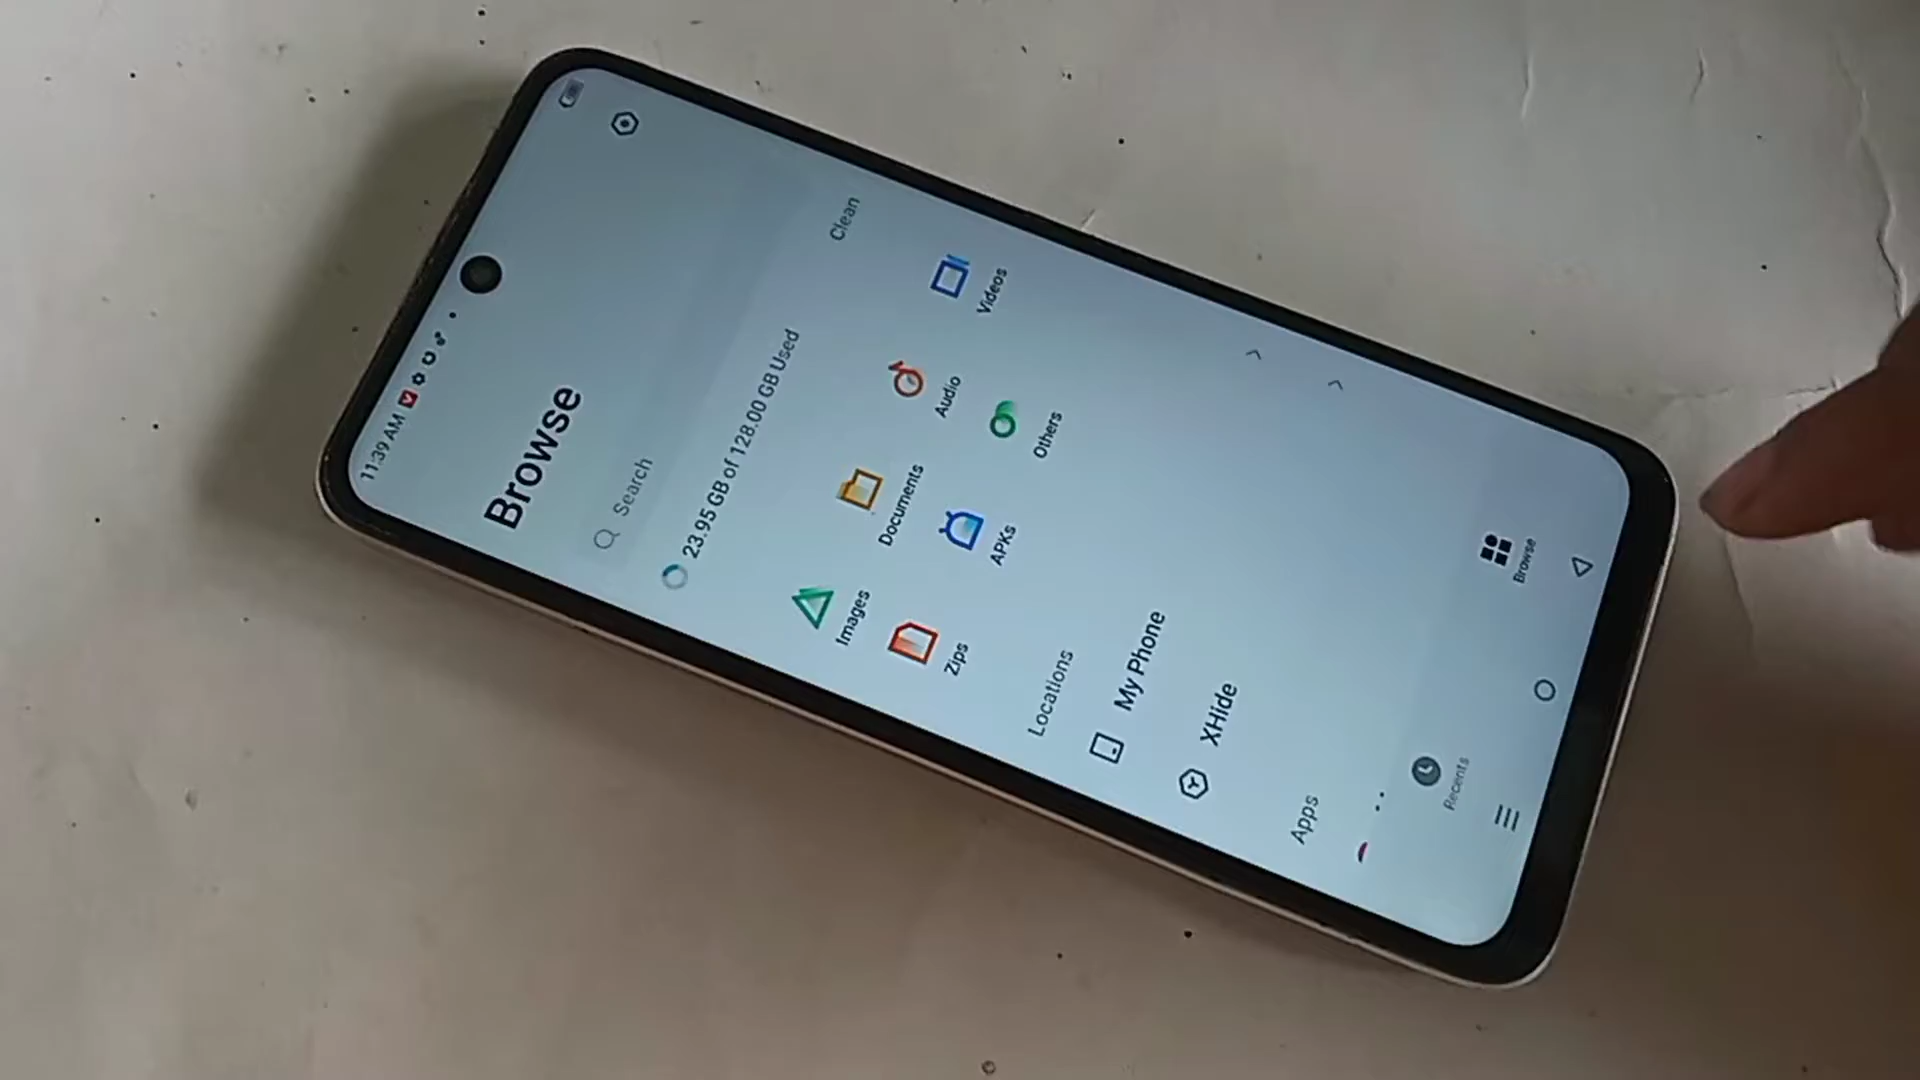 11:39 AM
Browse
Search
23.95 GB of 128.00 GB Used
Clean
Images
Documents
Audio
Videos
Zips
APKs
Others
Locations
My Phone
XHide
Apps
Recents
Browse